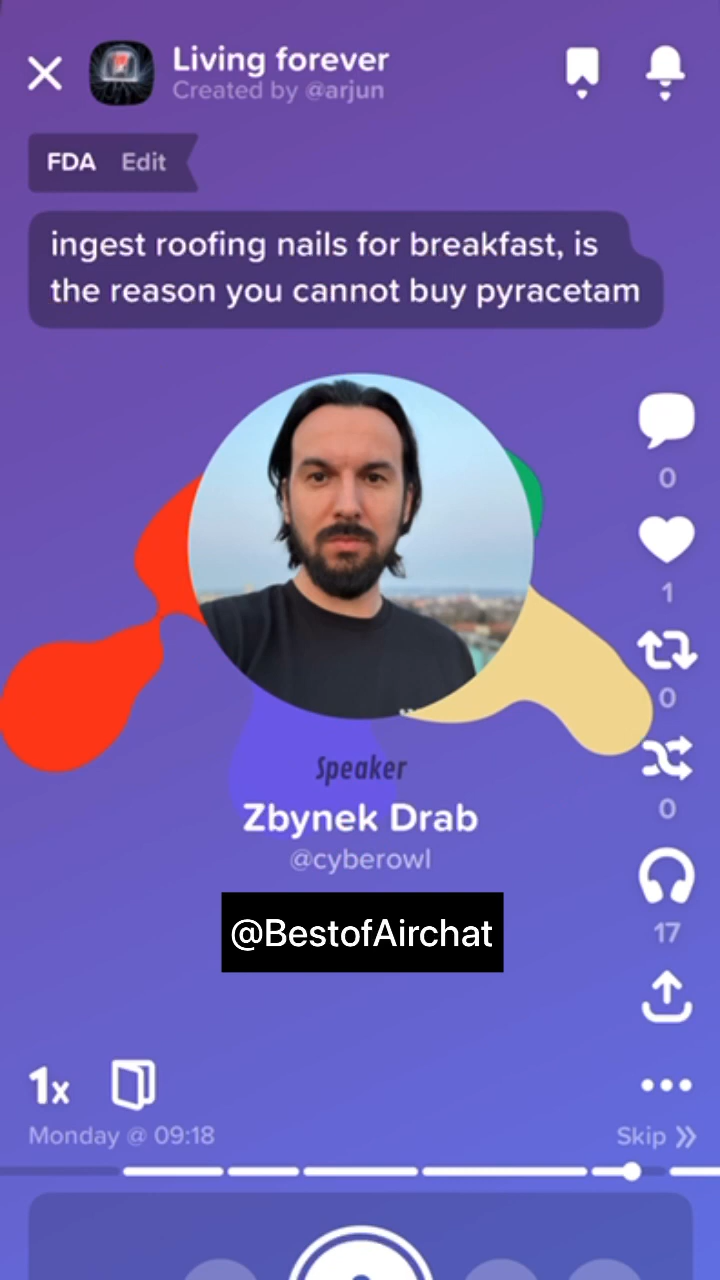 Living forever
Created by @arjun
FDA Edit
ingest roofing nails for breakfast, is
the reason you cannot buy pyracetam
0
1
0
0
17
Speaker
Zbynek Drab
@cyberowl
@BestofAirchat
1x
Monday @ 09:18
Skip